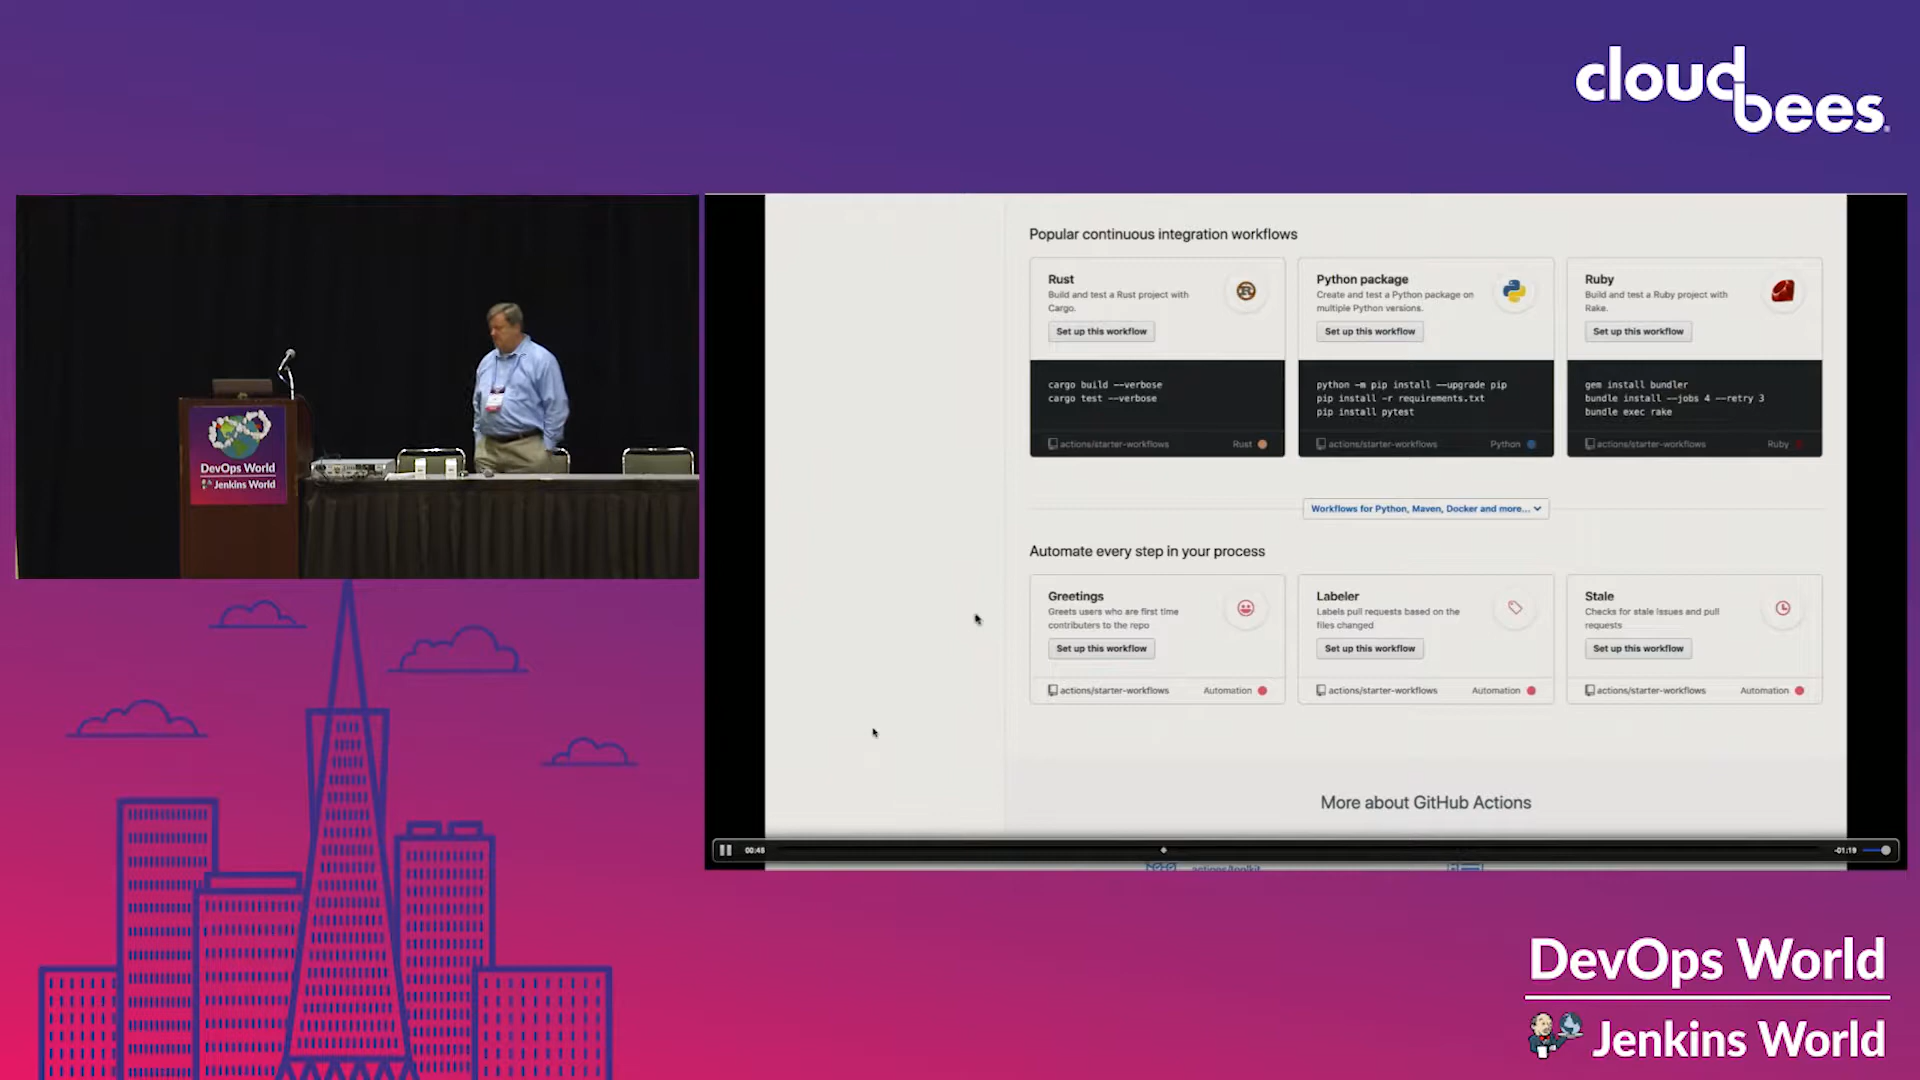 cloudbees
DevOps World
Jenkins World
Popular continuous integration workflows
Rust
Build and test a Rust project with
Cargo.
Set up this workflow
cargo build --verbose
cargo test --verbose
actions/starter-workflows
Rust
Python package
Create and test a Python package on
multiple Python versions.
Set up this workflow
python -m pip install --upgrade pip
pip install -r requirements.txt
pip install pytest
actions/starter-workflows
Python
Ruby
Build and test a Ruby project with
Rake.
Set up this workflow
gem install bundler
bundle install --jobs 4 --retry 3
bundle exec rake
actions/starter-workflows
Ruby
Workflows for Python, Maven, Docker and more...
Automate every step in your process
Greetings
Greets users who are first time
contributers to the repo
Set up this workflow
actions/starter-workflows
Automation
Labeler
Labels pull requests based on the
files changed
Set up this workflow
actions/starter-workflows
Automation
Stale
Checks for stale issues and pull
requests
Set up this workflow
actions/starter-workflows
Automation
More about GitHub Actions
00:45
-01:19
actions/toolkit
DevOps World
Jenkins World